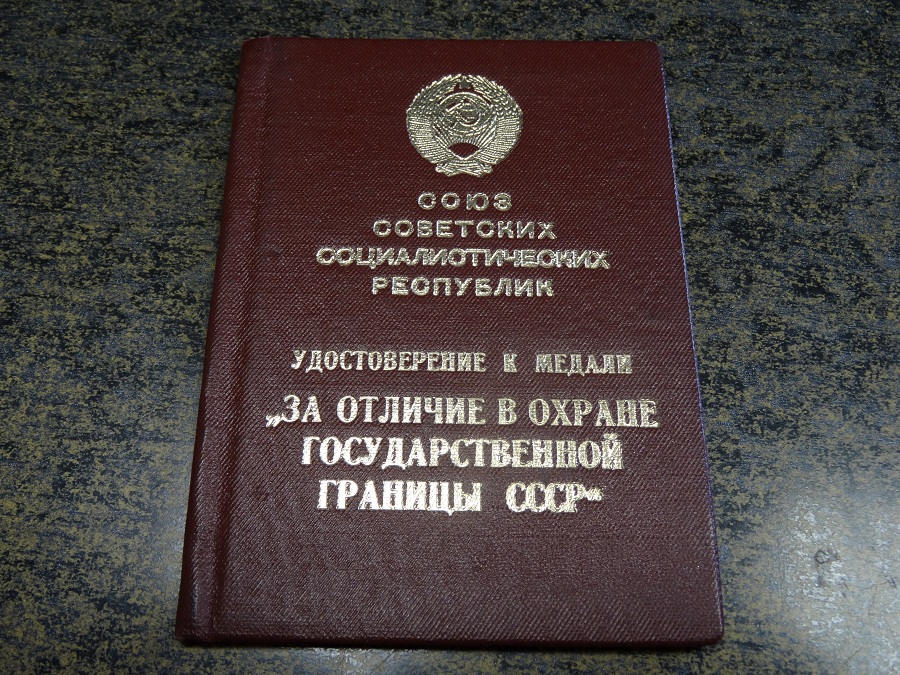 СОЮЗ
СОВЕТСКИХ
СОЦИАЛИСТИЧЕСКИХ
РЕСПУБЛИК
УДОСТОВЕРЕНИЕ К МЕДАЛИ
„ЗА ОТЛИЧИЕ В ОХРАНЕ
ГОСУДАРСТВЕННОЙ
ГРАНИЦЫ СССР“